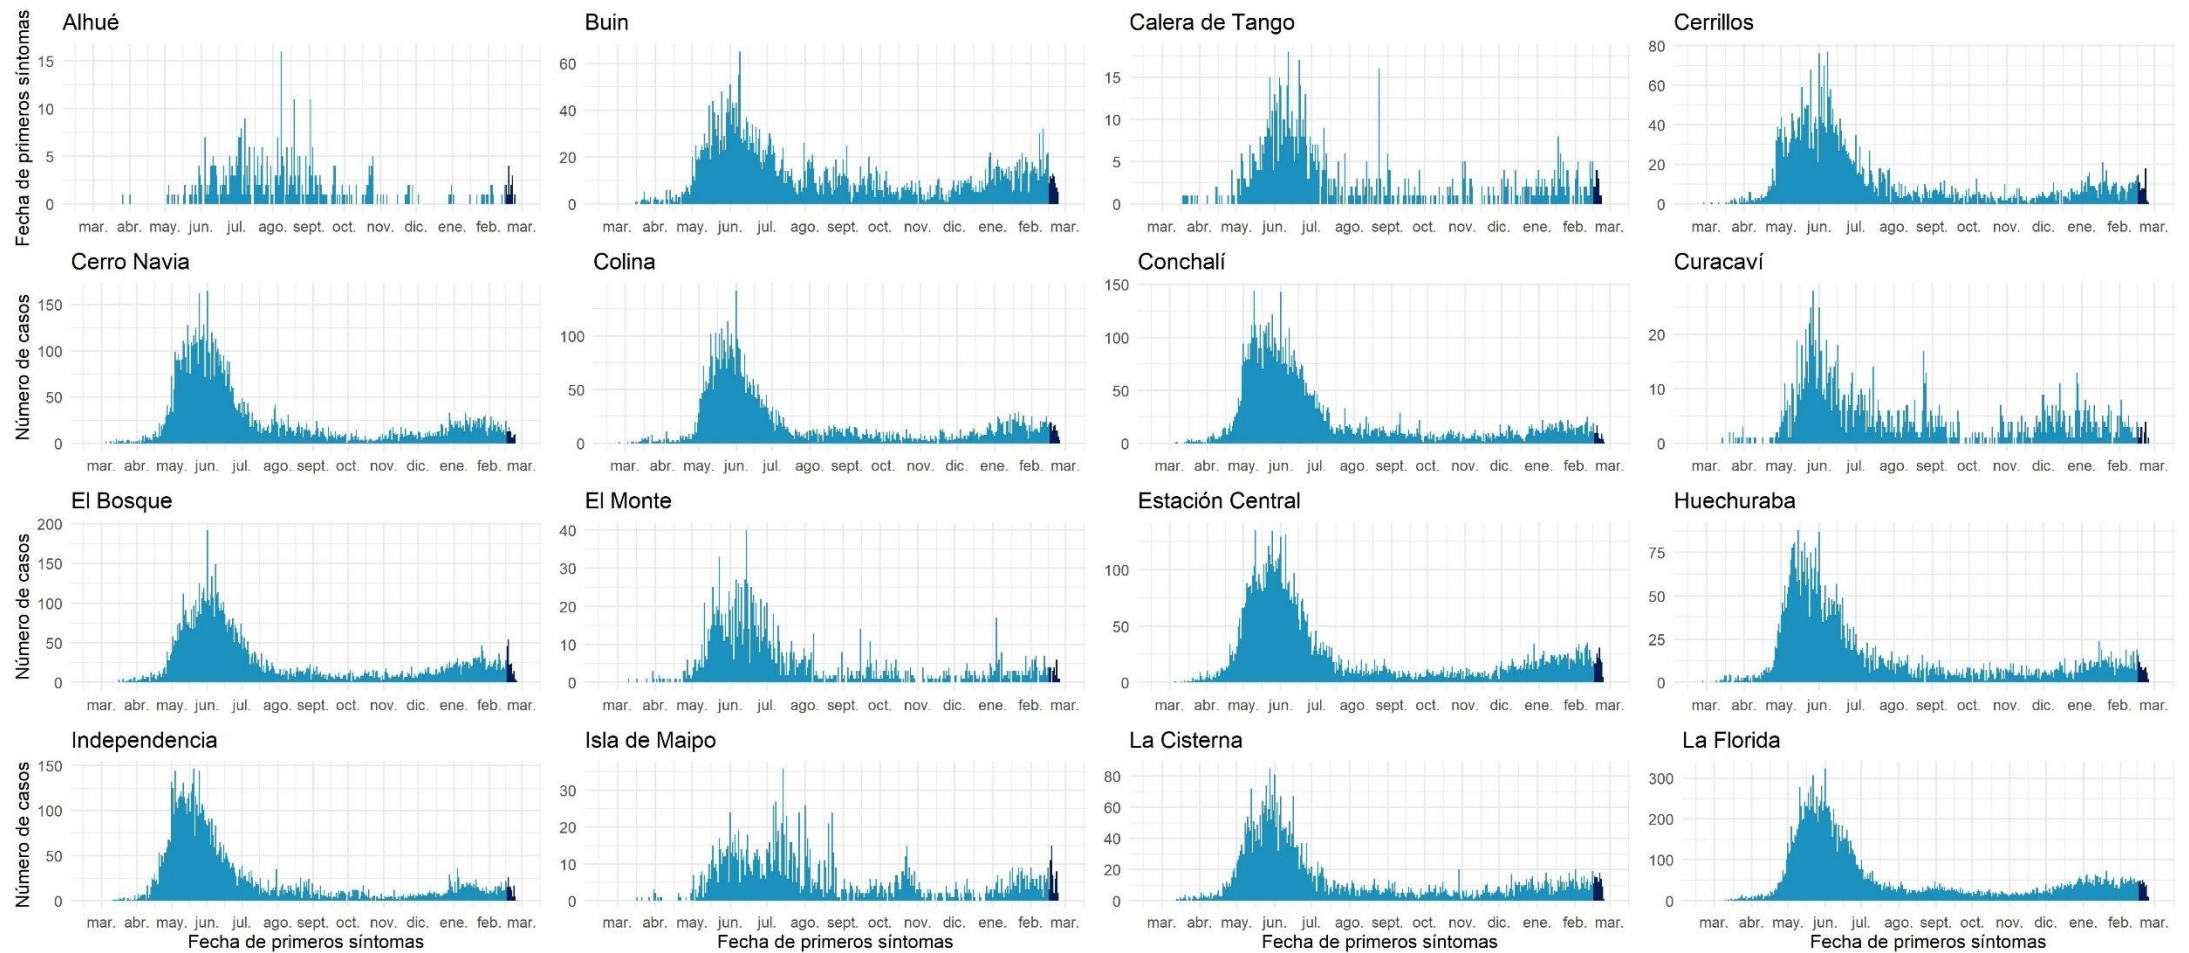 Alhué
Buin
Calera de Tango
Cerrillos
Fecha de primeros síntomas
15
10
5
0
60
40
20
0
15
10
5
0
80
60
40
20
0
mar. abr. may. jun. jul. ago. sept. oct. nov. dic. ene. feb. mar.
mar. abr. may. jun. jul. ago. sept. oct. nov. dic. ene. feb. mar.
mar. abr. may. jun. jul. ago. sept. oct. nov. dic. ene. feb. mar.
mar. abr. may. jun. jul. ago. sept. oct. nov. dic. ene. feb. mar.
Cerro Navia
Colina
Conchalí
Curacaví
Número de casos
150
100
50
0
100
50
0
150
100
50
0
20
10
0
mar. abr. may. jun. jul. ago. sept. oct. nov. dic. ene. feb. mar.
mar. abr. may. jun. jul. ago. sept. oct. nov. dic. ene. feb. mar.
mar. abr. may. jun. jul. ago. sept. oct. nov. dic. ene. feb. mar.
mar. abr. may. jun. jul. ago. sept. oct. nov. dic. ene. feb. mar.
El Bosque
El Monte
Estación Central
Huechuraba
Número de casos
200
150
100
50
0
40
30
20
10
0
100
50
0
75
50
25
0
mar. abr. may. jun. jul. ago. sept. oct. nov. dic. ene. feb. mar.
mar. abr. may. jun. jul. ago. sept. oct. nov. dic. ene. feb. mar.
mar. abr. may. jun. jul. ago. sept. oct. nov. dic. ene. feb. mar.
mar. abr. may. jun. jul. ago. sept. oct. nov. dic. ene. feb. mar.
Independencia
Isla de Maipo
La Cisterna
La Florida
Número de casos
150
100
50
0
30
20
10
0
80
60
40
20
0
300
200
100
0
mar. abr. may. jun. jul. ago. sept. oct. nov. dic. ene. feb. mar.
mar. abr. may. jun. jul. ago. sept. oct. nov. dic. ene. feb. mar.
mar. abr. may. jun. jul. ago. sept. oct. nov. dic. ene. feb. mar.
mar. abr. may. jun. jul. ago. sept. oct. nov. dic. ene. feb. mar.
Fecha de primeros síntomas
Fecha de primeros síntomas
Fecha de primeros síntomas
Fecha de primeros síntomas